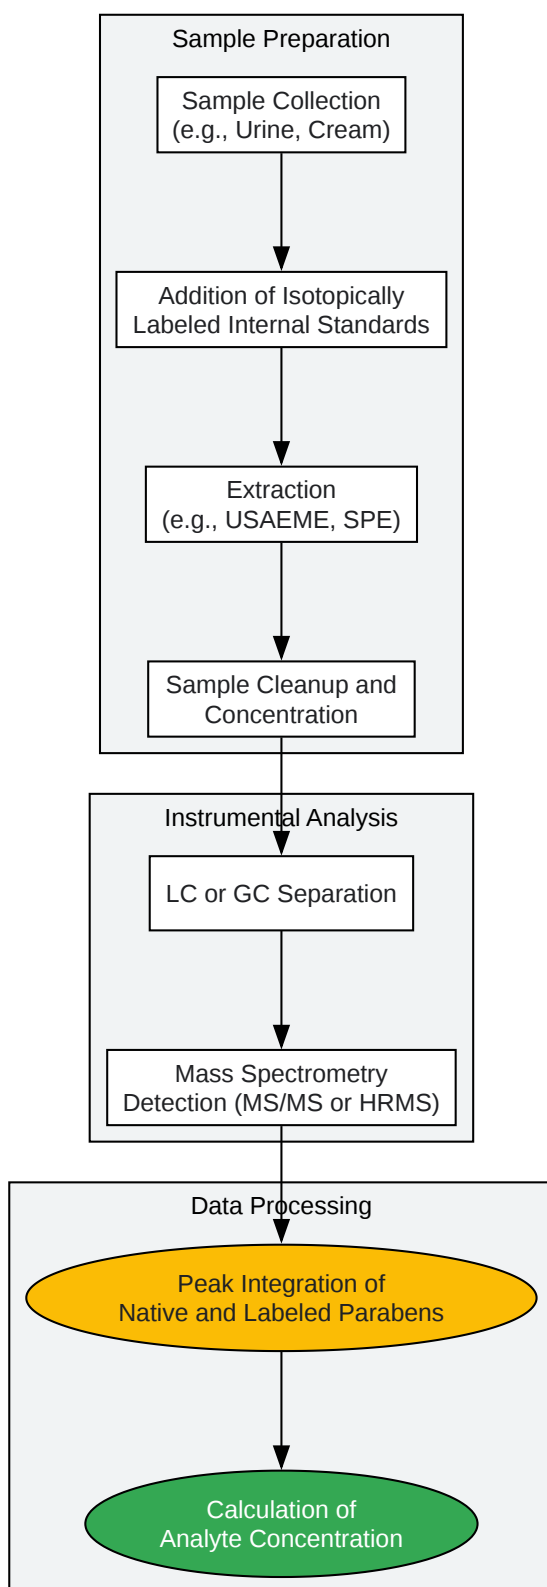 Sample Preparation
Sample Collection
(e.g., Urine, Cream)
Addition of Isotopically
Labeled Internal Standards
Extraction
(e.g., USAEME, SPE)
Sample Cleanup and
Concentration
Instrumental Analysis
LC or GC Separation
Mass Spectrometry
Detection (MS/MS or HRMS)
Data Processing
Peak Integration of
Native and Labeled Parabens
Calculation of
Analyte Concentration